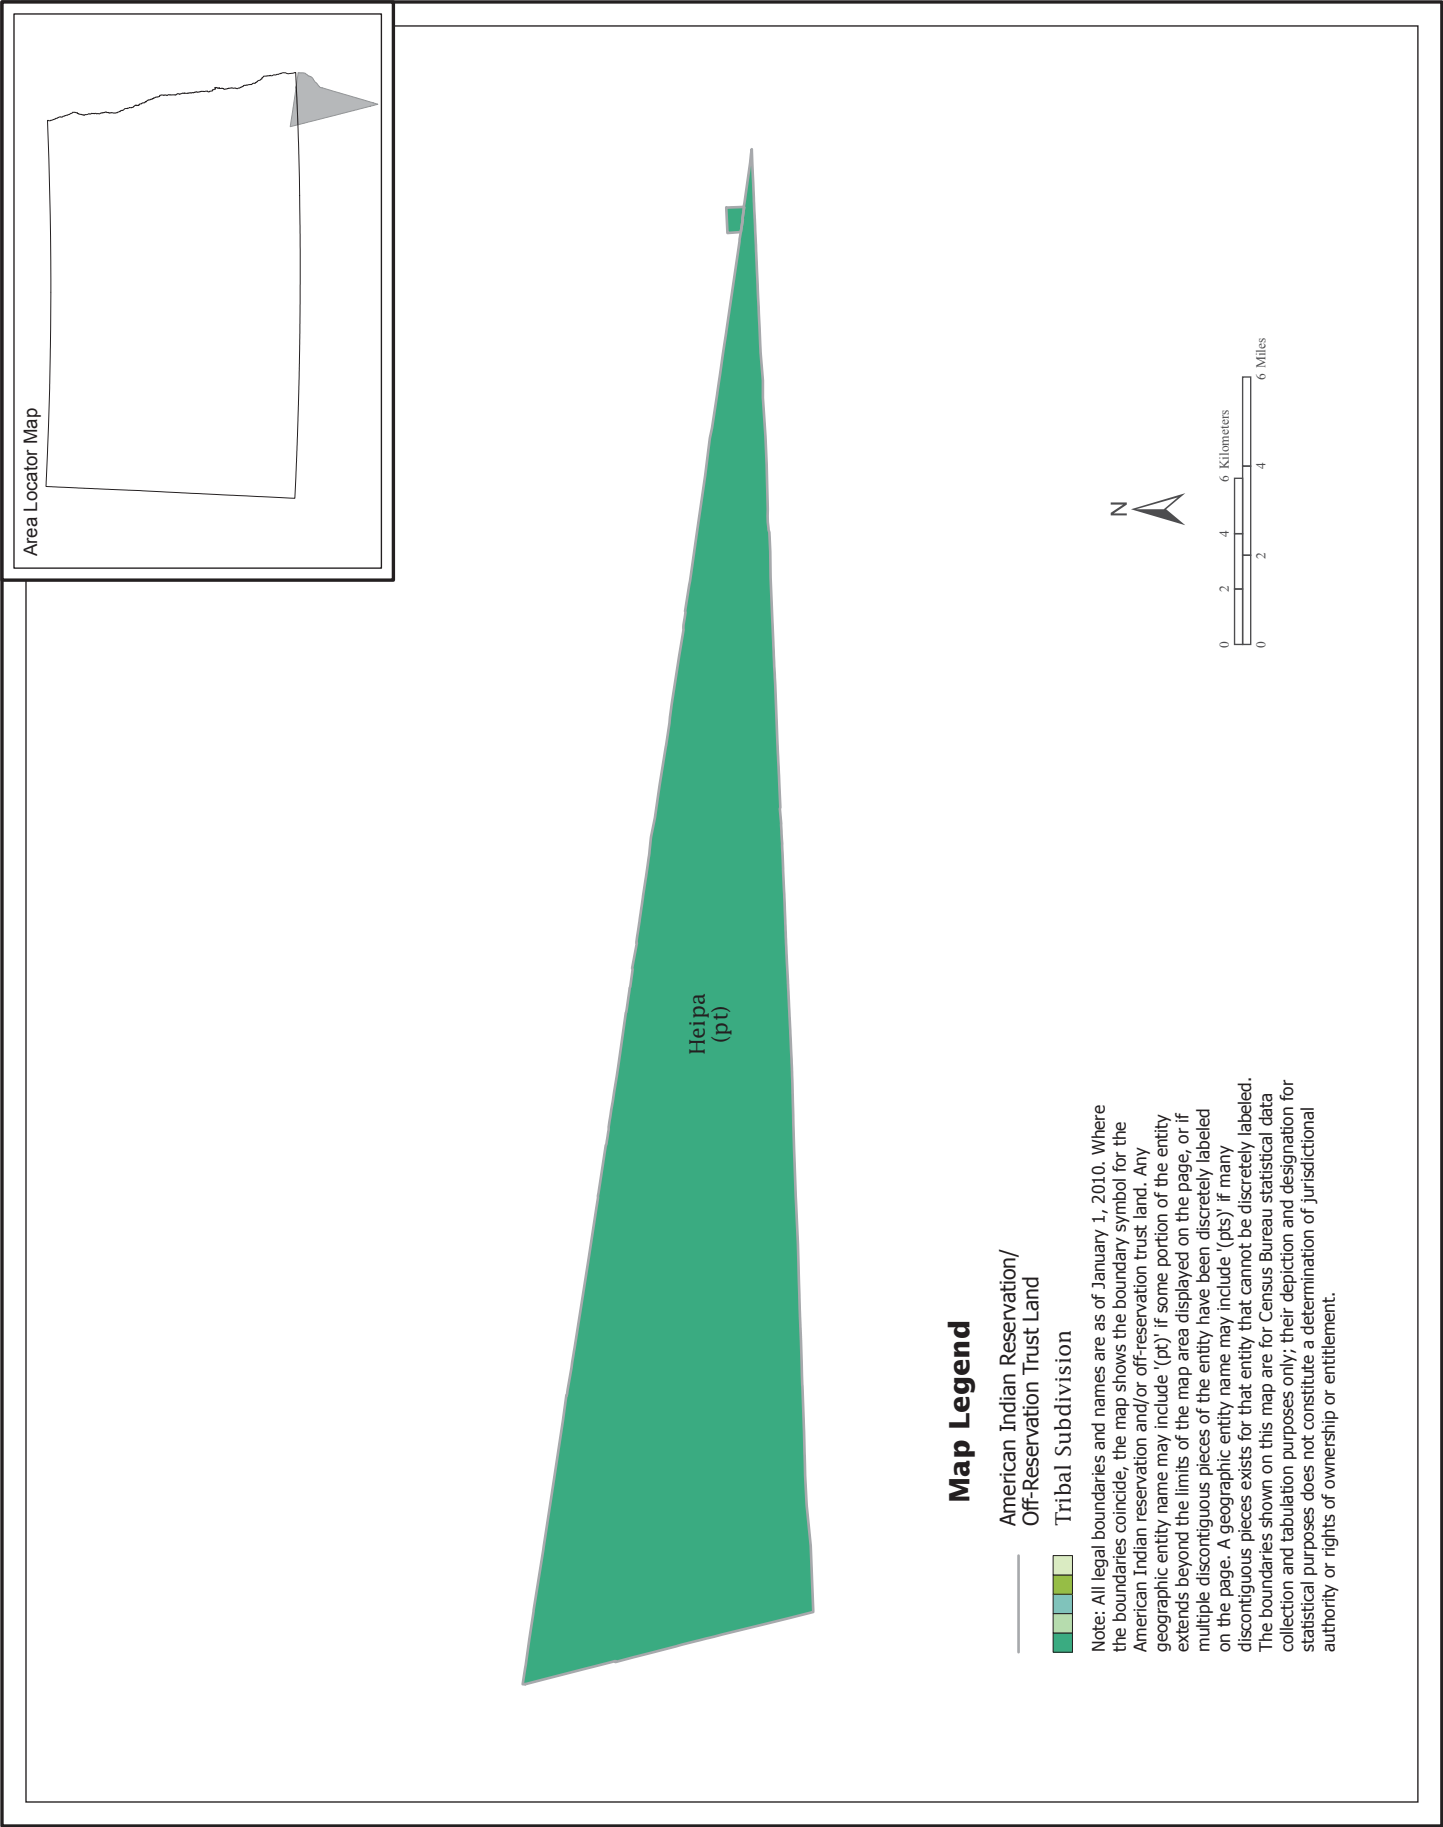 Area Locator Map
Heipa
(pt)
Map Legend
American Indian Reservation/
Off-Reservation Trust Land
Tribal Subdivision
Note: All legal boundaries and names are as of January 1, 2010. Where
the boundaries coincide, the map shows the boundary symbol for the
American Indian reservation and/or off-reservation trust land. Any
geographic entity name may include '(pt)' if some portion of the entity
extends beyond the limits of the map area displayed on the page, or if
multiple discontiguous pieces of the entity have been discretely labeled
on the page. A geographic entity name may include '(pts)' if many
discontiguous pieces exists for that entity that cannot be discretely labeled.
The boundaries shown on this map are for Census Bureau statistical data
collection and tabulation purposes only; their depiction and designation for
statistical purposes does not constitute a determination of jurisdictional
authority or rights of ownership or entitlement.
N
0 2 4 6 Kilometers
0 2 4 6 Miles